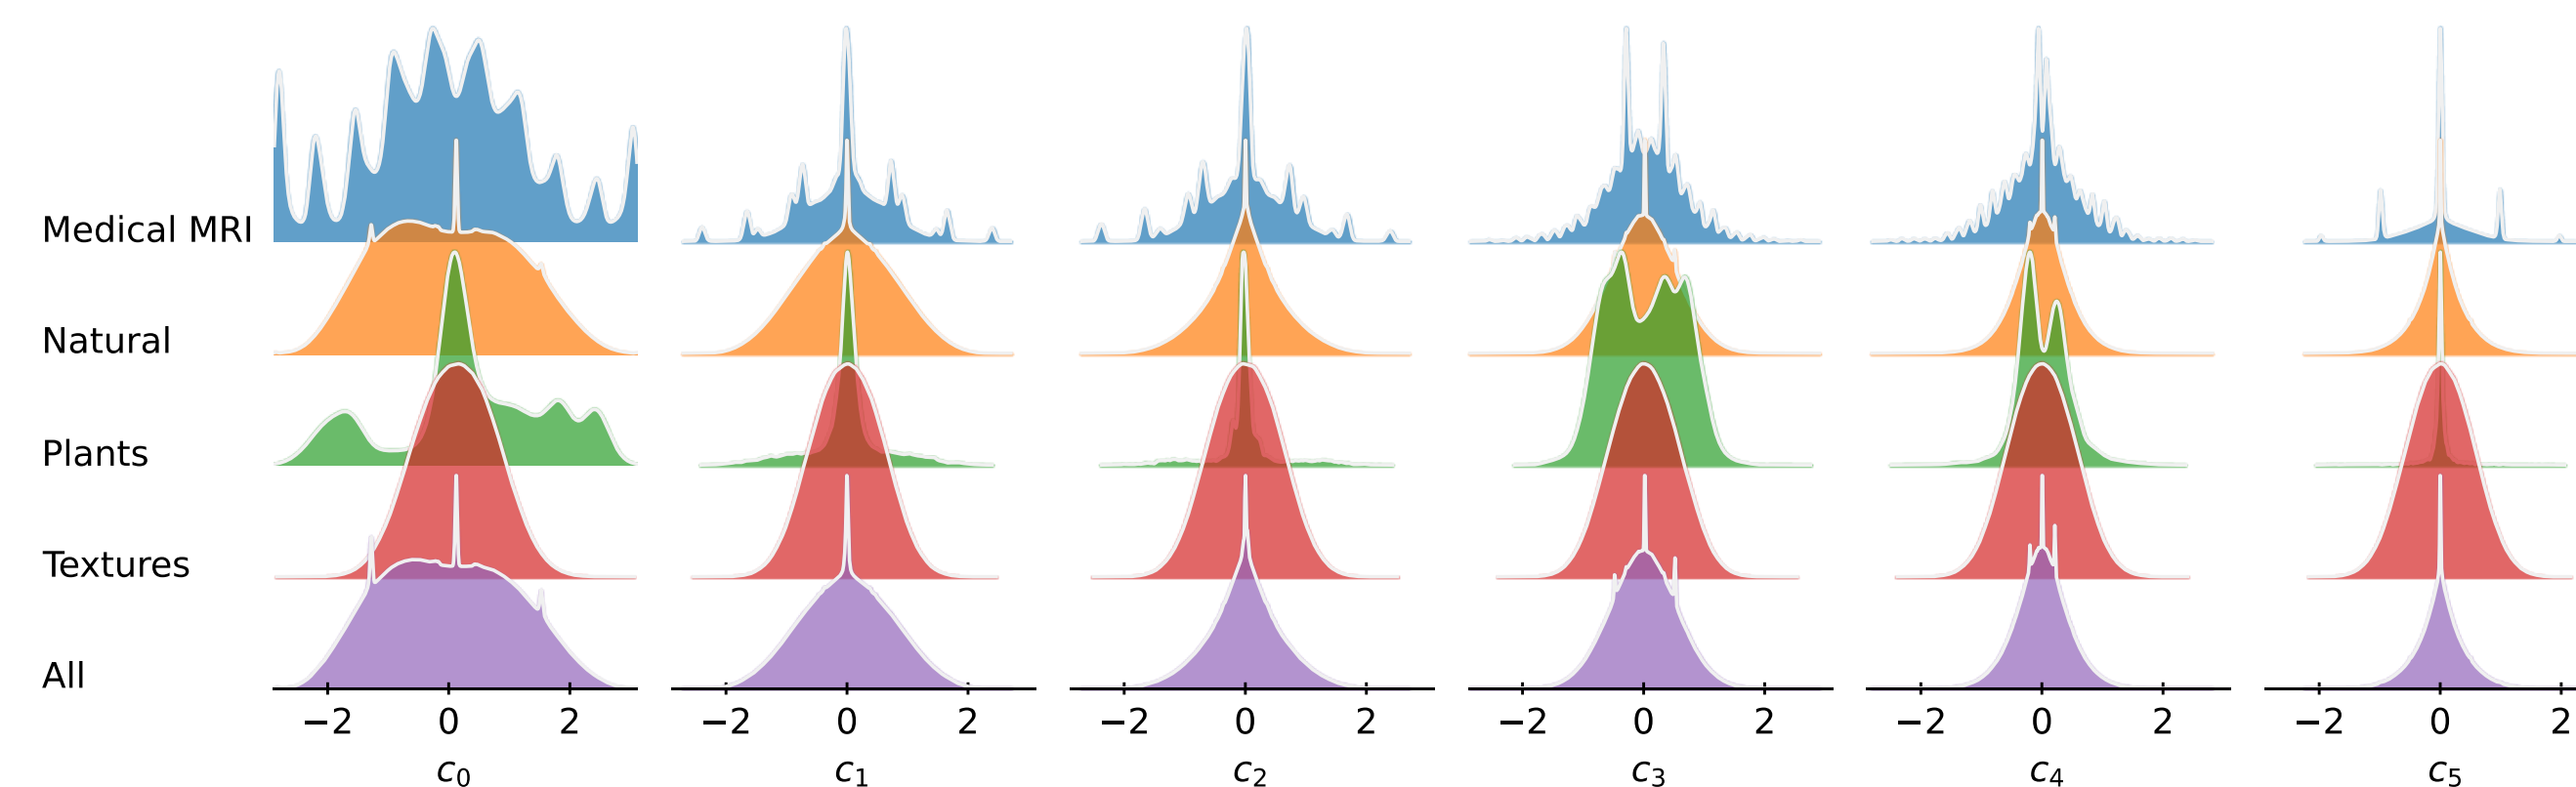 Medical MRI
Natural
Plants
Textures
All
−2 0 2 −2 0 2 −2 0 2 −2 0 2 −2 0 2 −2 0 2
c₀ c₁ c₂ c₃ c₄ c₅